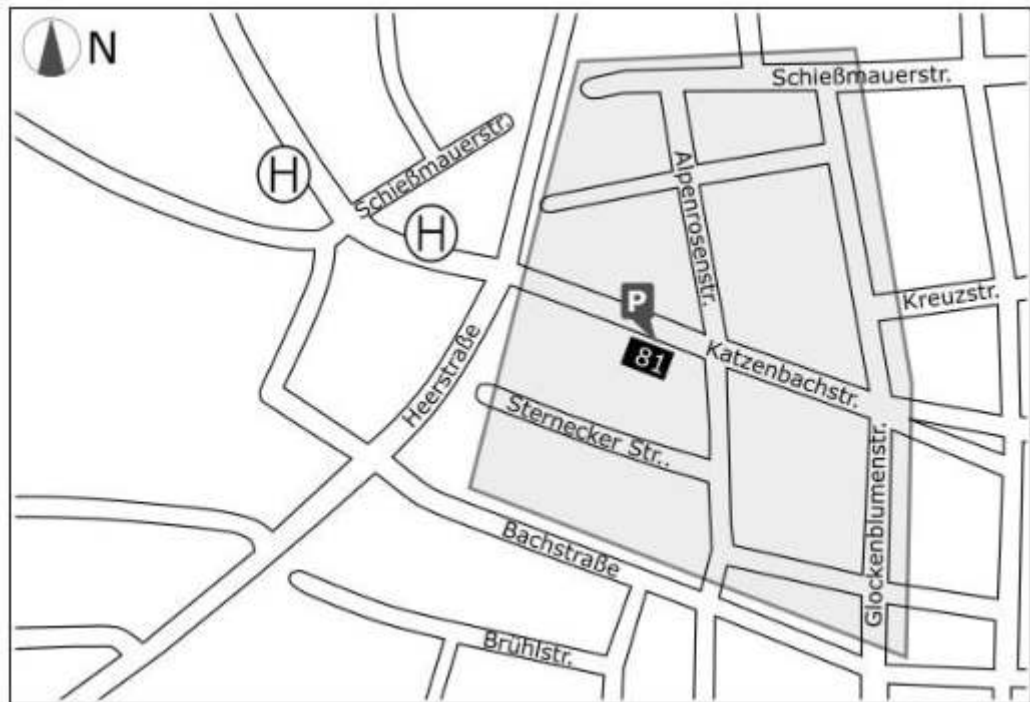 N
Schießmauerstr.
Schießmauerstr.
H
Alpenrosenstr.
H
Kreuzstr.
P
81
Katzenbachstr.
Heerstraße
Sternecker Str..
Glockenblumenstr.
Bachstraße
Brühlstr.